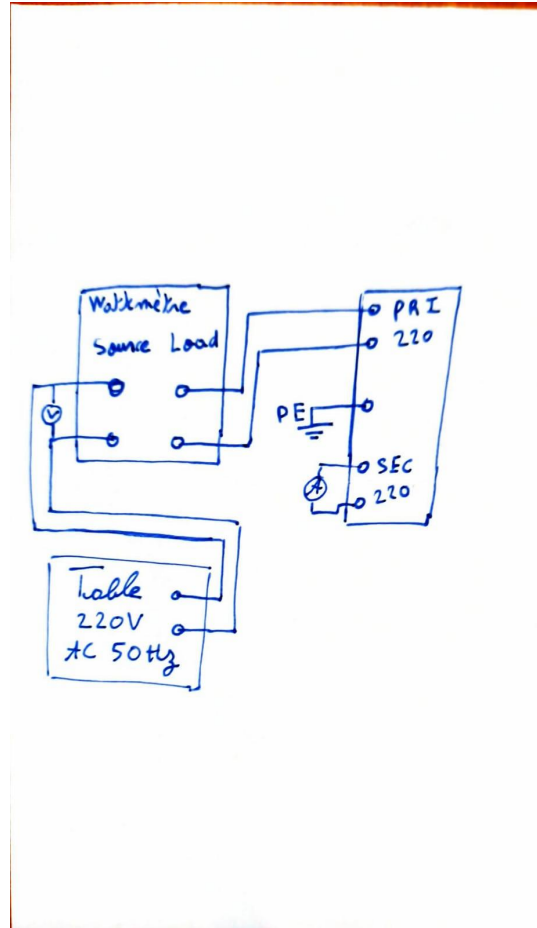 Wattmètre
Source Load
PRI
220
PE
V
SEC
A
220
Table
220V
AC 50Hz